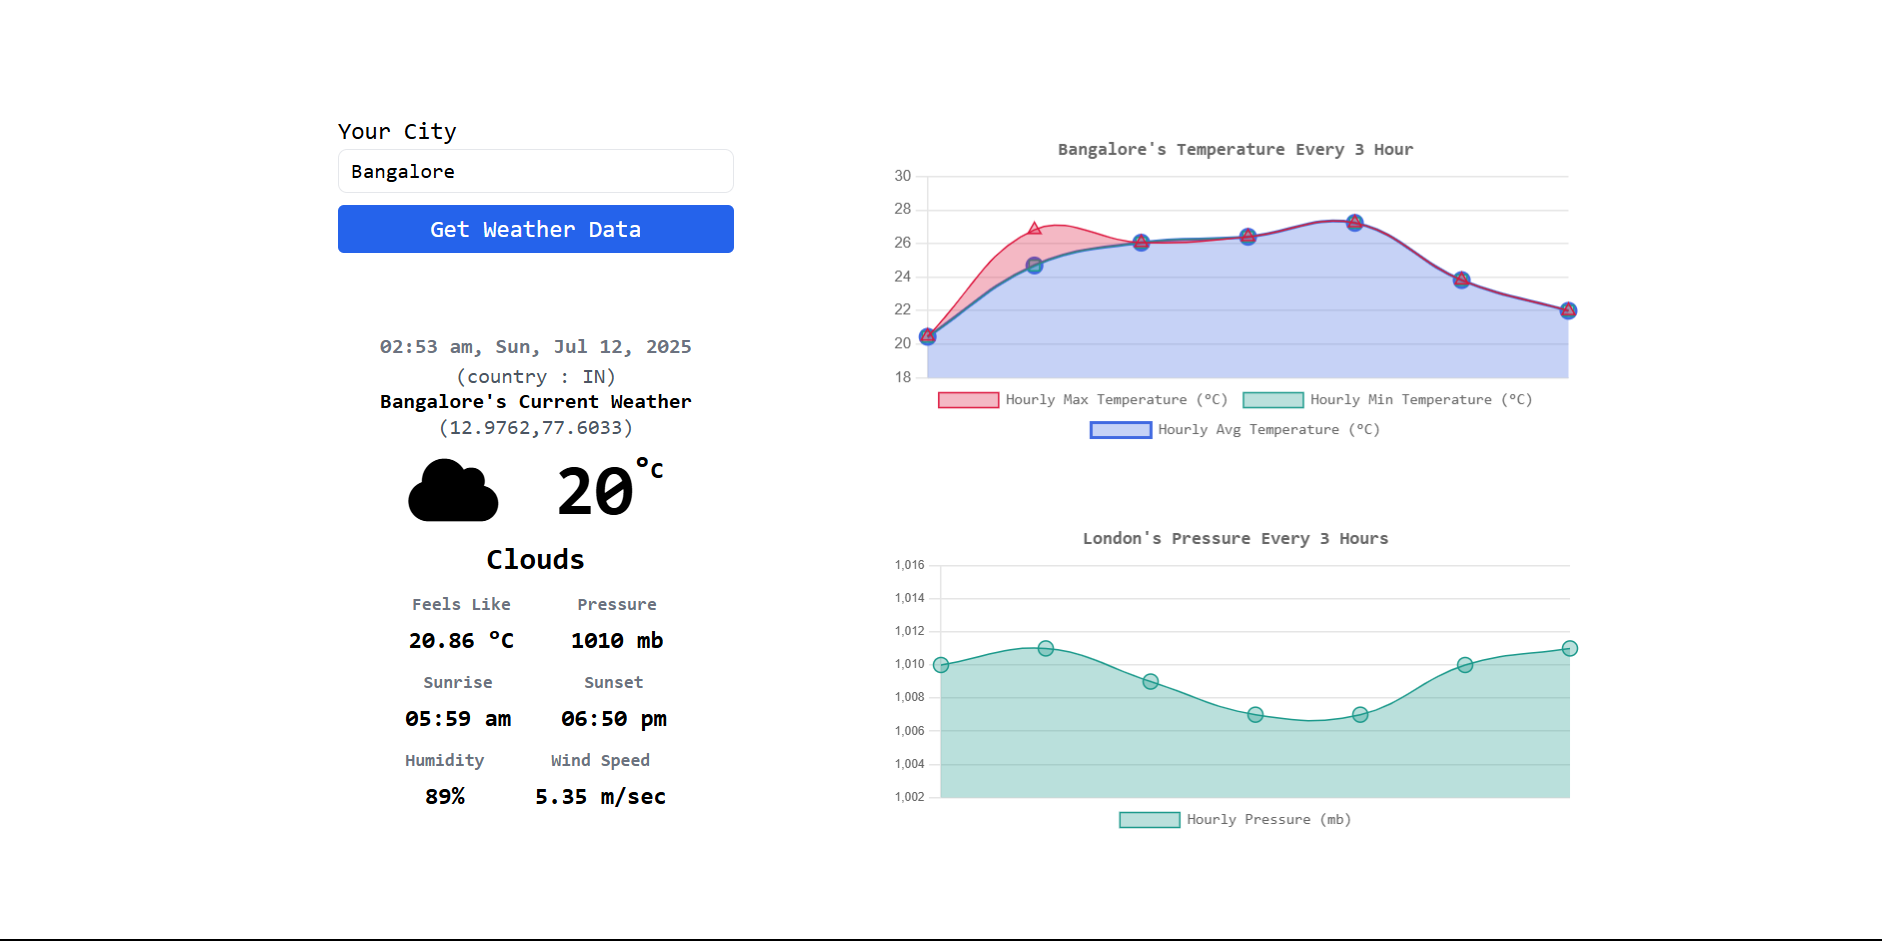 Your City
Bangalore
Get Weather Data
02:53 am, Sun, Jul 12, 2025
(country : IN)
Bangalore's Current Weather
(12.9762,77.6033)
20°C
Clouds
Feels Like Pressure
20.86 °C 1010 mb
Sunrise Sunset
05:59 am 06:50 pm
Humidity Wind Speed
89% 5.35 m/sec
Bangalore's Temperature Every 3 Hour
30
28
26
24
22
20
18
Hourly Max Temperature (°C) Hourly Min Temperature (°C)
Hourly Avg Temperature (°C)
London's Pressure Every 3 Hours
1,016
1,014
1,012
1,010
1,008
1,006
1,004
1,002
Hourly Pressure (mb)